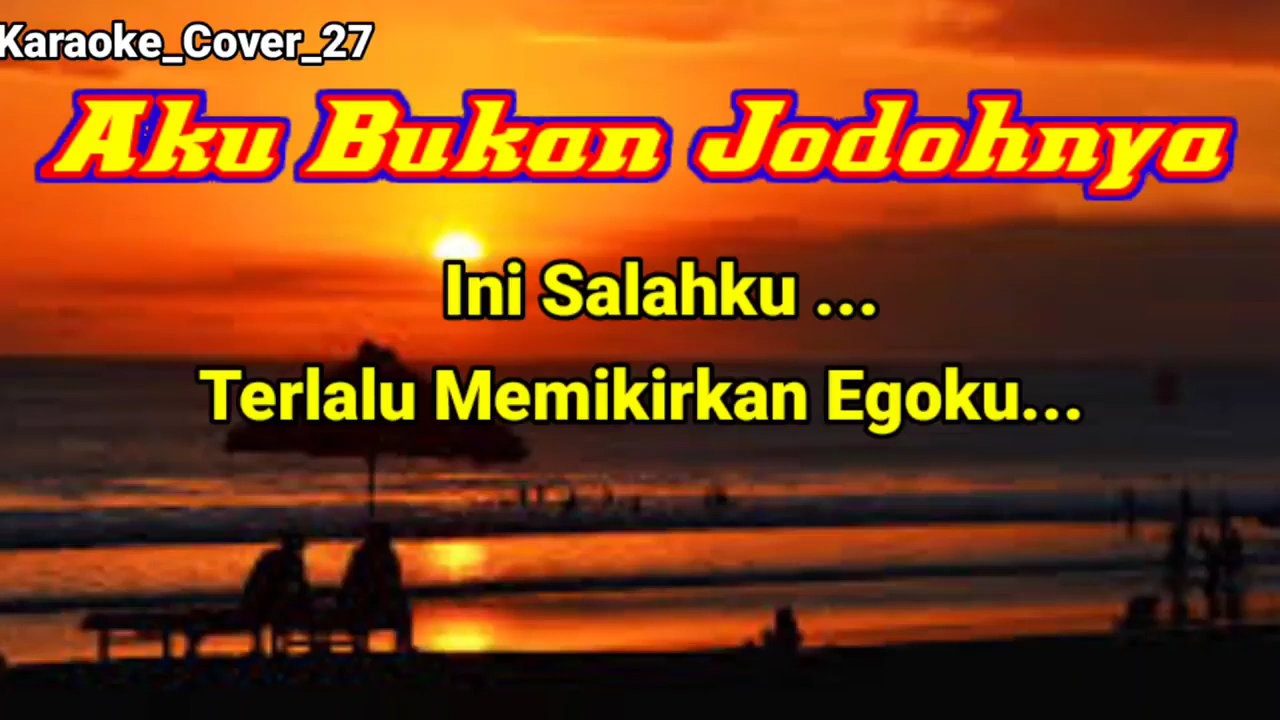 Karaoke_Cover_27
Aku Bukan Jodohnya
Ini Salahku ...
Terlalu Memikirkan Egoku...